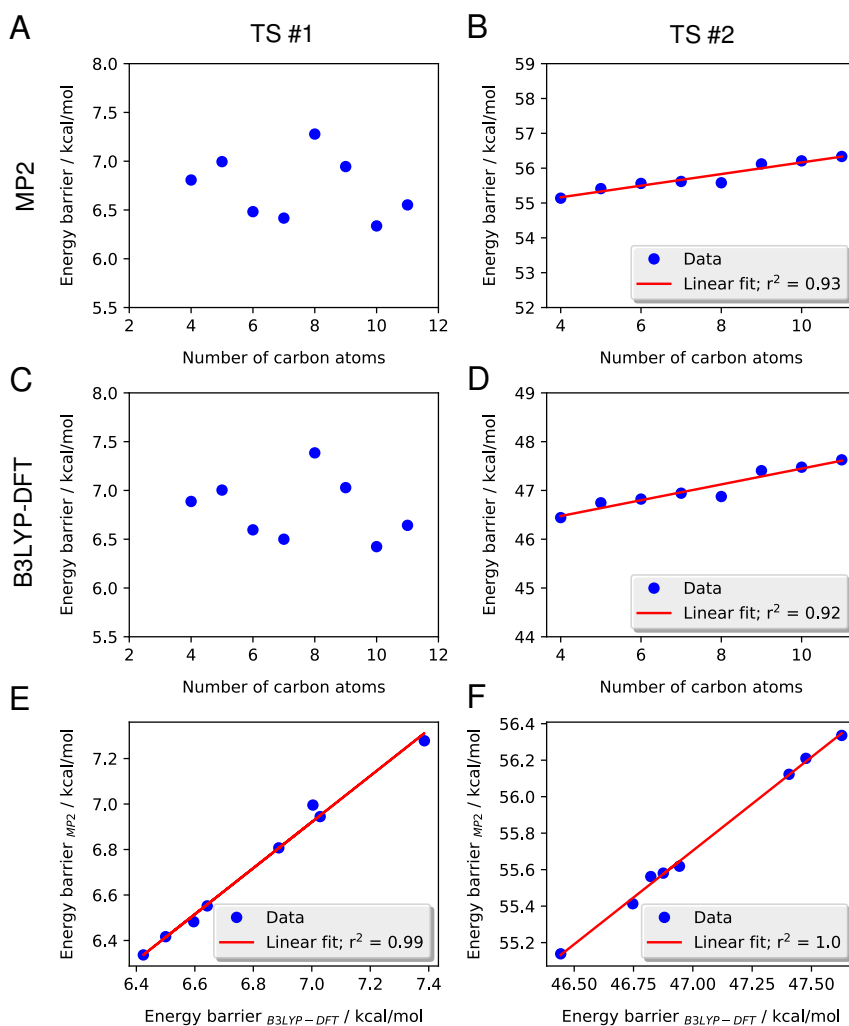 A
TS #1
MP2
Energy barrier / kcal/mol
8.0
7.5
7.0
6.5
6.0
5.5
2
4
6
8
10
12
Number of carbon atoms
B
TS #2
Energy barrier / kcal/mol
59
58
57
56
55
54
53
52
4
6
8
10
Data
Linear fit; r² = 0.93
Number of carbon atoms
C
B3LYP-DFT
Energy barrier / kcal/mol
8.0
7.5
7.0
6.5
6.0
5.5
2
4
6
8
10
12
Number of carbon atoms
D
Energy barrier / kcal/mol
49
48
47
46
45
44
4
6
8
10
Data
Linear fit; r² = 0.92
Number of carbon atoms
E
Energy barrier MP2 / kcal/mol
7.2
7.0
6.8
6.6
6.4
6.4
6.6
6.8
7.0
7.2
7.4
Data
Linear fit; r² = 0.99
Energy barrier B3LYP−DFT / kcal/mol
F
Energy barrier MP2 / kcal/mol
56.4
56.2
56.0
55.8
55.6
55.4
55.2
46.50
46.75
47.00
47.25
47.50
Data
Linear fit; r² = 1.0
Energy barrier B3LYP−DFT / kcal/mol